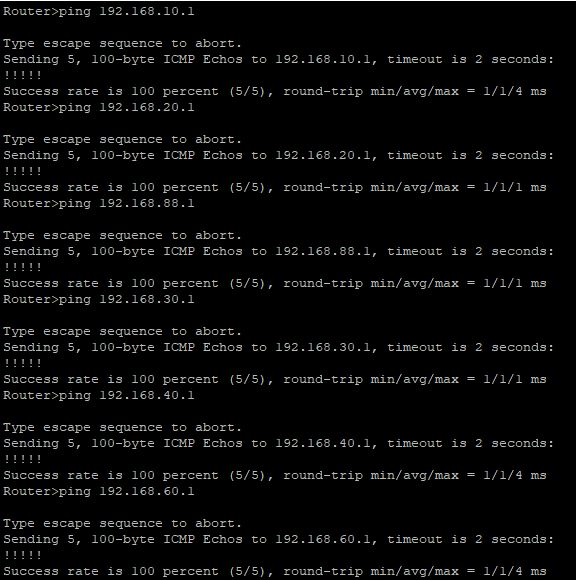 Router>ping 192.168.10.1
Type escape sequence to abort.
Sending 5, 100-byte ICMP Echos to 192.168.10.1, timeout is 2 seconds:
!!!!!
Success rate is 100 percent (5/5), round-trip min/avg/max = 1/1/4 ms
Router>ping 192.168.20.1
Type escape sequence to abort.
Sending 5, 100-byte ICMP Echos to 192.168.20.1, timeout is 2 seconds:
!!!!!
Success rate is 100 percent (5/5), round-trip min/avg/max = 1/1/1 ms
Router>ping 192.168.88.1
Type escape sequence to abort.
Sending 5, 100-byte ICMP Echos to 192.168.88.1, timeout is 2 seconds:
!!!!!
Success rate is 100 percent (5/5), round-trip min/avg/max = 1/1/1 ms
Router>ping 192.168.30.1
Type escape sequence to abort.
Sending 5, 100-byte ICMP Echos to 192.168.30.1, timeout is 2 seconds:
!!!!!
Success rate is 100 percent (5/5), round-trip min/avg/max = 1/1/1 ms
Router>ping 192.168.40.1
Type escape sequence to abort.
Sending 5, 100-byte ICMP Echos to 192.168.40.1, timeout is 2 seconds:
!!!!!
Success rate is 100 percent (5/5), round-trip min/avg/max = 1/1/4 ms
Router>ping 192.168.60.1
Type escape sequence to abort.
Sending 5, 100-byte ICMP Echos to 192.168.60.1, timeout is 2 seconds:
!!!!!
Success rate is 100 percent (5/5), round-trip min/avg/max = 1/1/4 ms